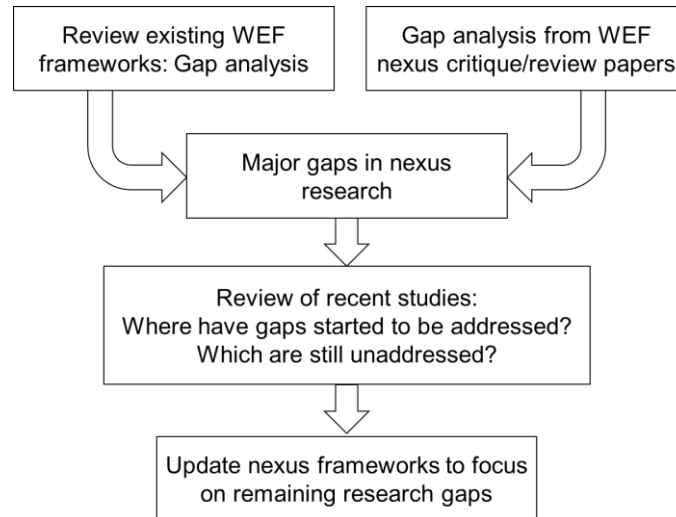 Review existing WEF
frameworks: Gap analysis
Gap analysis from WEF
nexus critique/review papers
Major gaps in nexus
research
Review of recent studies:
Where have gaps started to be addressed?
Which are still unaddressed?
Update nexus frameworks to focus
on remaining research gaps